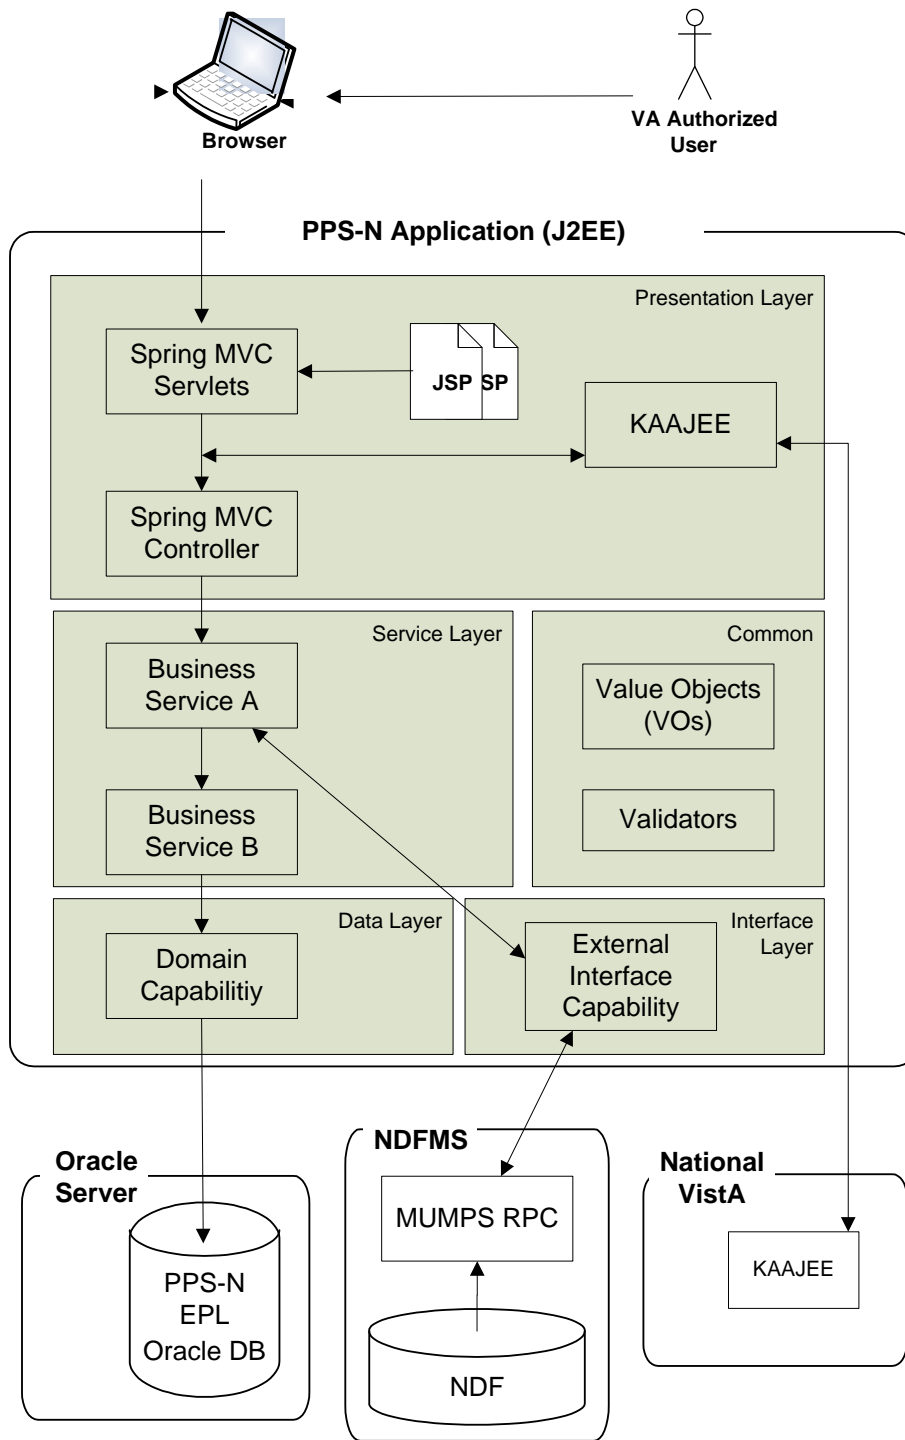 Browser
VA Authorized
User
PPS-N Application (J2EE)
Presentation Layer
Spring MVC
Servlets
JSP
SP
KAAJEE
Spring MVC
Controller
Service Layer
Business
Service A
Business
Service B
Common
Value Objects
(VOs)
Validators
Data Layer
Domain
Capabilitiy
Interface
Layer
External
Interface
Capability
Oracle
Server
PPS-N
EPL
Oracle DB
NDFMS
MUMPS RPC
NDF
National
VistA
KAAJEE